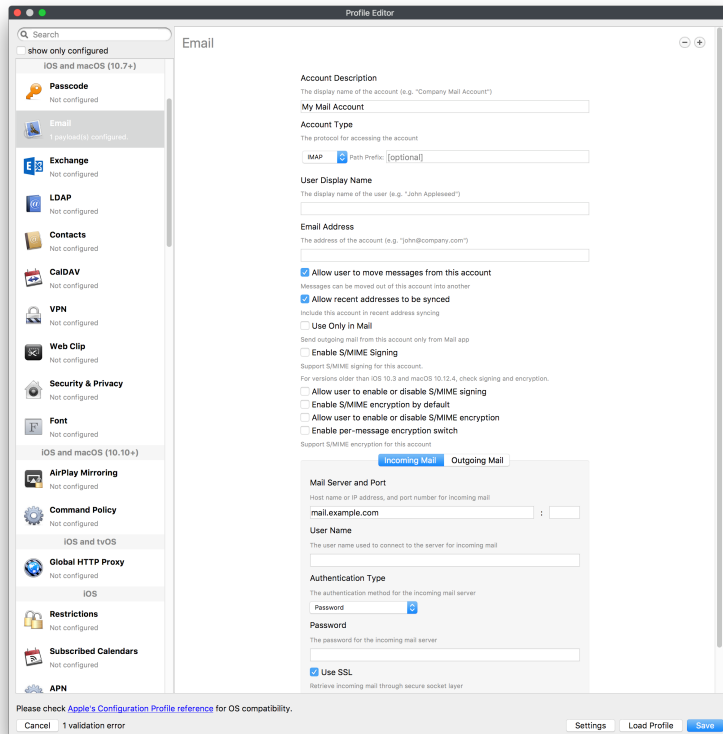 Profile Editor
Search
show only configured
iOS and macOS (10.7+)
Passcode
Not configured
Email
1 payload(s) configured.
Exchange
Not configured
LDAP
Not configured
Contacts
Not configured
CalDAV
Not configured
VPN
Not configured
Web Clip
Not configured
Security & Privacy
Not configured
Font
Not configured
iOS and macOS (10.10+)
AirPlay Mirroring
Not configured
Command Policy
Not configured
iOS and tvOS
Global HTTP Proxy
Not configured
iOS
Restrictions
Not configured
Subscribed Calendars
Not configured
APN
Email
Account Description
The display name of the account (e.g. "Company Mail Account")
My Mail Account
Account Type
The protocol for accessing the account
IMAP Path Prefix: [optional]
User Display Name
The display name of the user (e.g. "John Appleseed")
Email Address
The address of the account (e.g. "john@company.com")
Allow user to move messages from this account
Messages can be moved out of this account into another
Allow recent addresses to be synced
Include this account in recent address syncing
Use Only in Mail
Send outgoing mail from this account only from Mail app
Enable S/MIME Signing
Support S/MIME signing for this account.
For versions older than iOS 10.3 and macOS 10.12.4, check signing and encryption.
Allow user to enable or disable S/MIME signing
Enable S/MIME encryption by default
Allow user to enable or disable S/MIME encryption
Enable per-message encryption switch
Support S/MIME encryption for this account
Incoming Mail Outgoing Mail
Mail Server and Port
Host name or IP address, and port number for incoming mail
mail.example.com :
User Name
The user name used to connect to the server for incoming mail
Authentication Type
The authentication method for the incoming mail server
Password
Password
The password for the incoming mail server
Use SSL
Retrieve incoming mail through secure socket layer
Please check Apple's Configuration Profile reference for OS compatibility.
Cancel 1 validation error Settings Load Profile Save